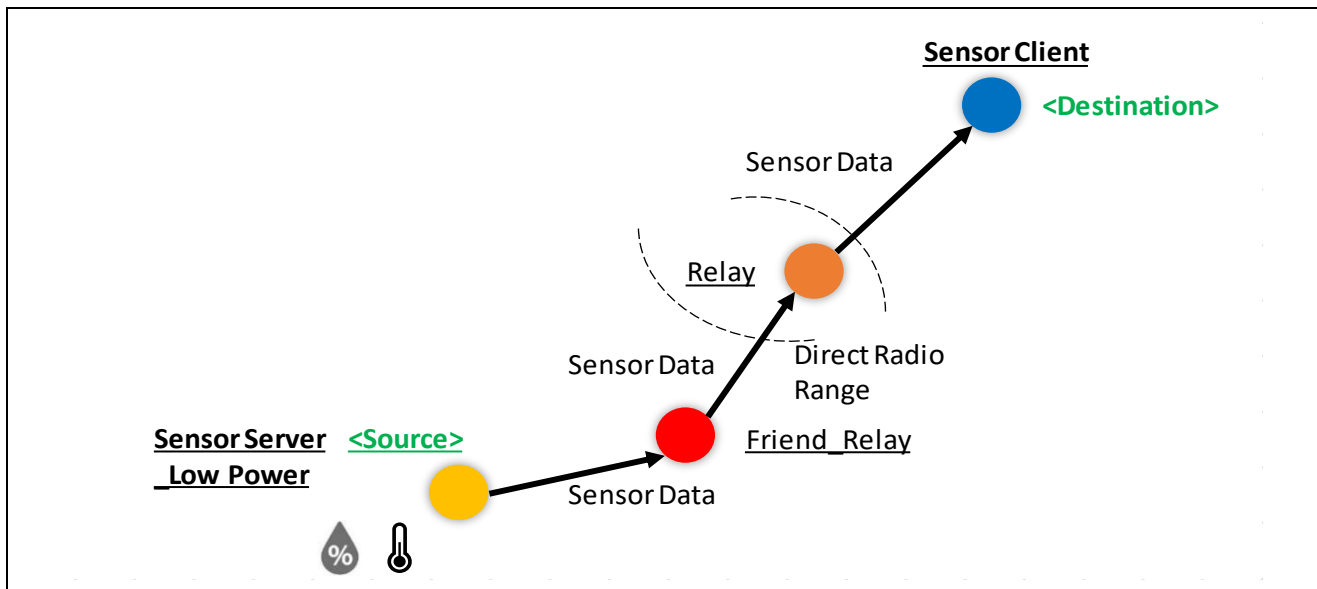 Sensor Client
<Destination>
Sensor Data
Relay
Sensor Data
Direct Radio
Range
Sensor Server
_Low Power
<Source>
Friend_Relay
Sensor Data
%